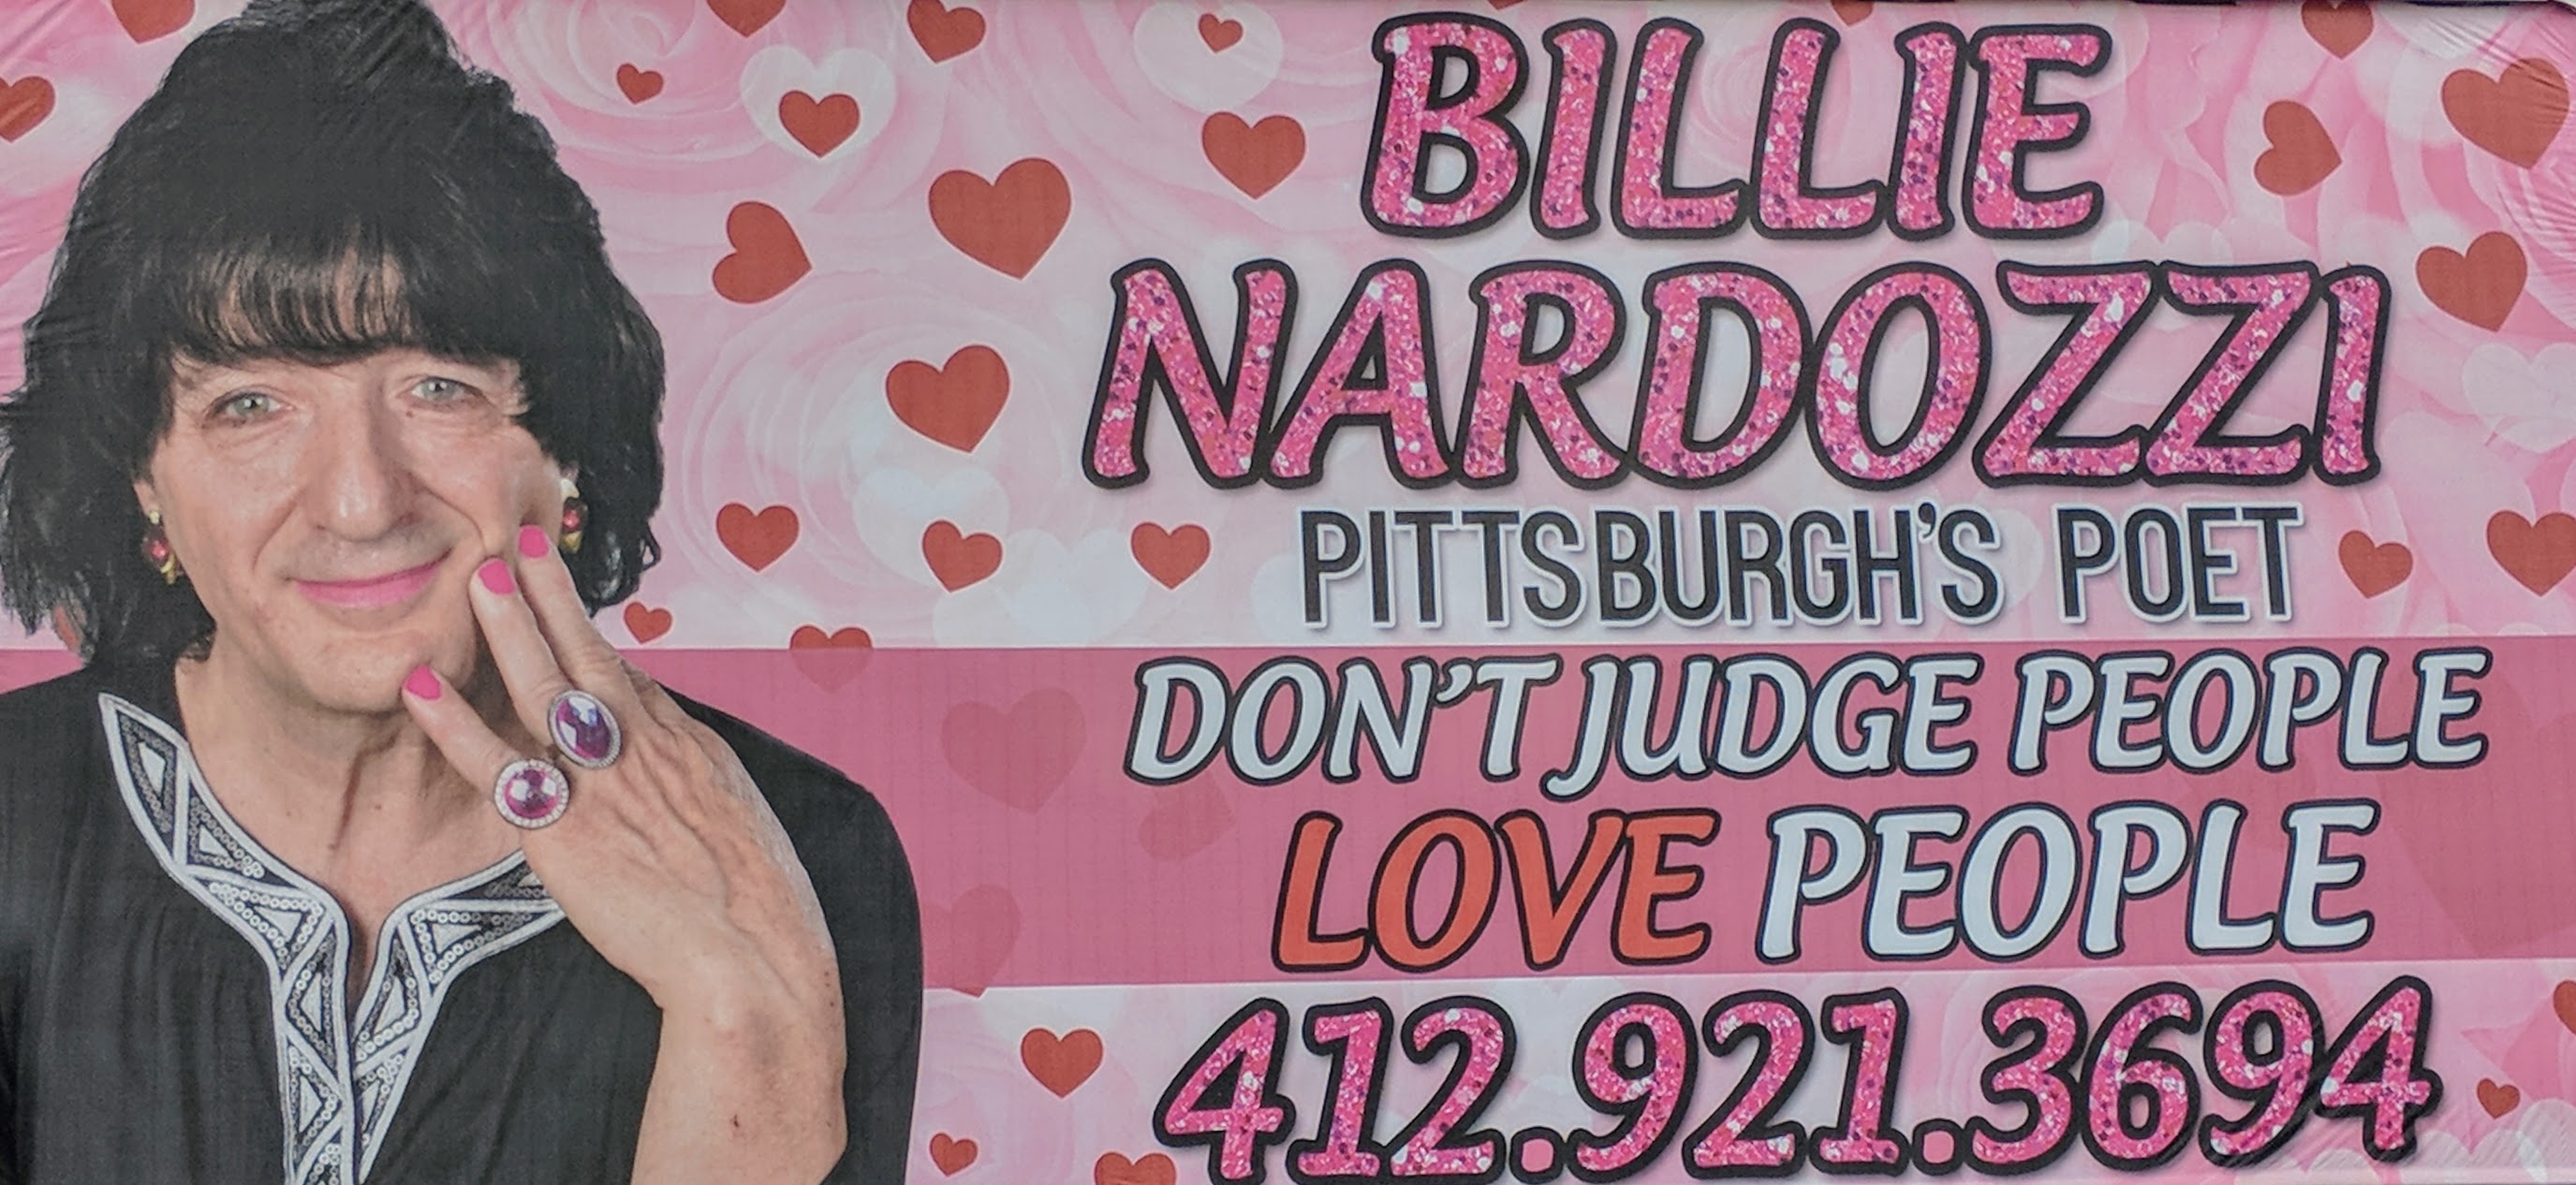 BILLIE
NARDOZZI
PITTSBURGH'S POET
DON'T JUDGE PEOPLE
LOVE PEOPLE
412.921.3694